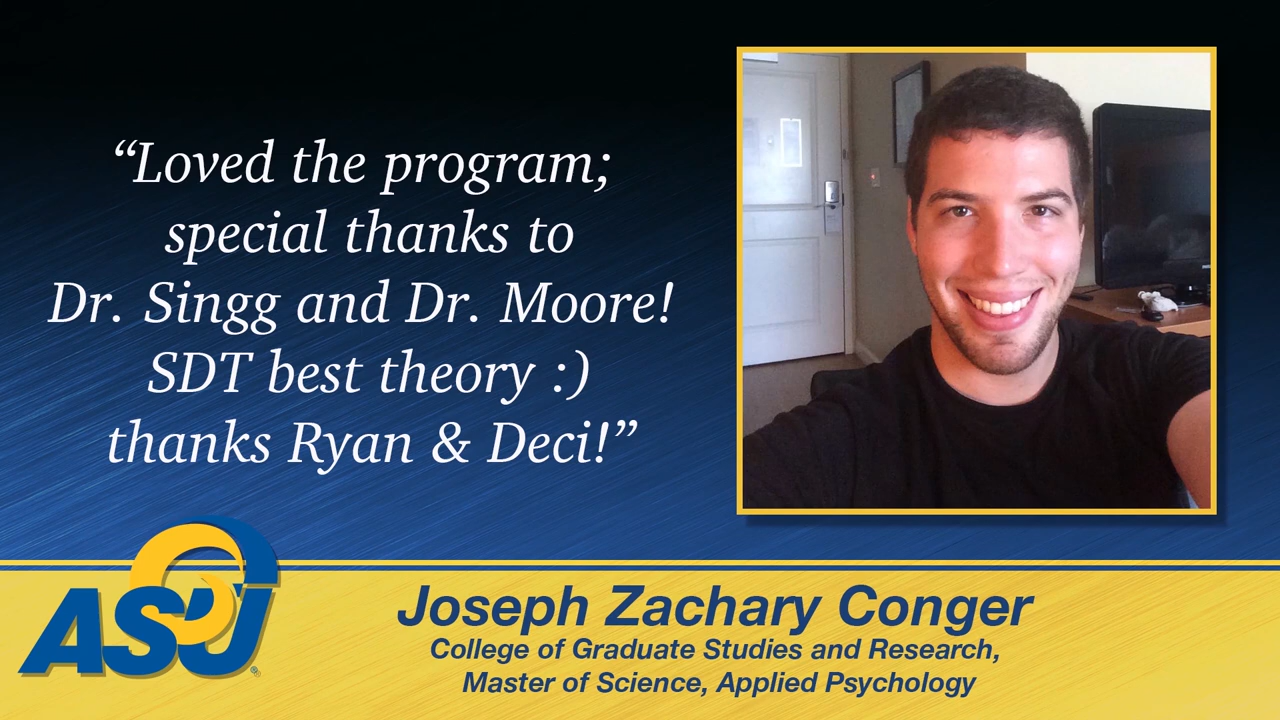 “Loved the program;
special thanks to
Dr. Singg and Dr. Moore!
SDT best theory :)
thanks Ryan & Deci!”
ASU®
Joseph Zachary Conger
College of Graduate Studies and Research,
Master of Science, Applied Psychology